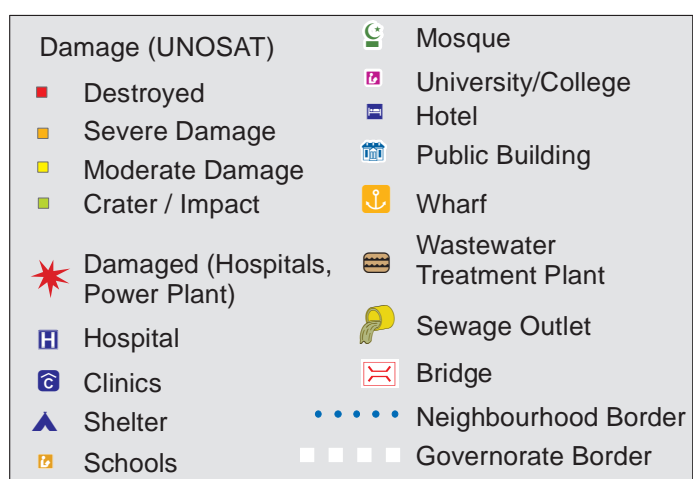 Damage (UNOSAT)
Destroyed
Severe Damage
Moderate Damage
Crater / Impact
Damaged (Hospitals,
Power Plant)
H Hospital
C Clinics
Shelter
Schools
Mosque
University/College
Hotel
Public Building
Wharf
Wastewater
Treatment Plant
Sewage Outlet
Bridge
Neighbourhood Border
Governorate Border